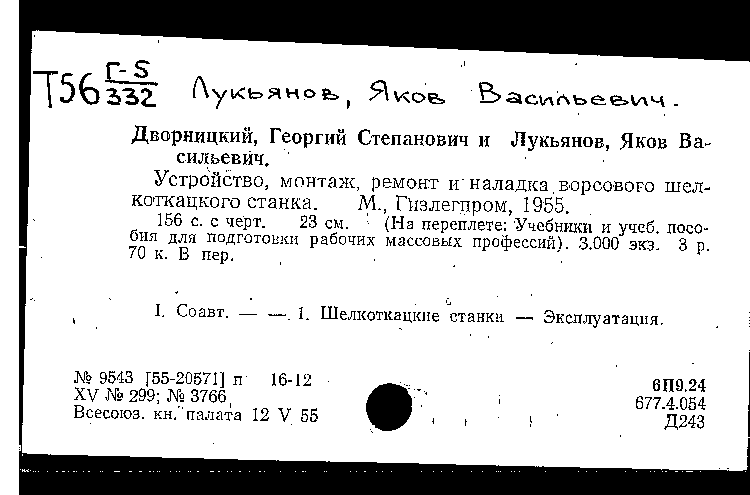 Т56 Г-5/332 Лукьянов, Яков Васильевич.
Дворницкий, Георгий Степанович и Лукьянов, Яков Ва-
сильевич.
Устройство, монтаж, ремонт и наладка ворсового шел-
коткацкого станка. М., Гизлегпром, 1955.
156 с. с черт. 23 см. (На переплете: Учебники и учеб. посо-
бия для подготовки рабочих массовых профессий). 3.000 экз. 3 р.
70 к. В пер.
I. Соавт. — —. 1. Шелкоткацкие станки — Эксплуатация.
№ 9543 [55-20571] п 16-12
XV № 299; № 3766
Всесоюз. кн. палата 12 V 55
6П9.24
677.4.054
Д243